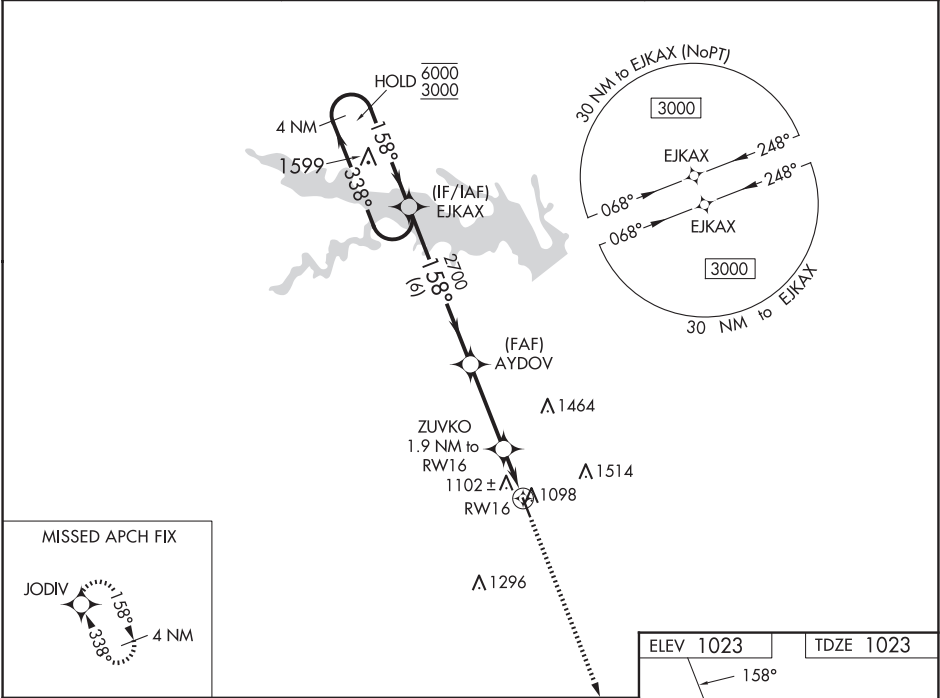 HOLD 6000
3000
4 NM
158°
1599
338°
(IF/IAF)
EJKAX
2700
158°
(6)
(FAF)
AYDOV
1464
ZUVKO
1.9 NM to
RW16
1514
1102 ±
1098
RW16
1296
30 NM to EJKAX (NoPT)
3000
EJKAX
248°
068°
248°
068°
EJKAX
3000
30 NM to EJKAX
MISSED APCH FIX
JODIV
158°
338°
4 NM
ELEV 1023
TDZE 1023
158°